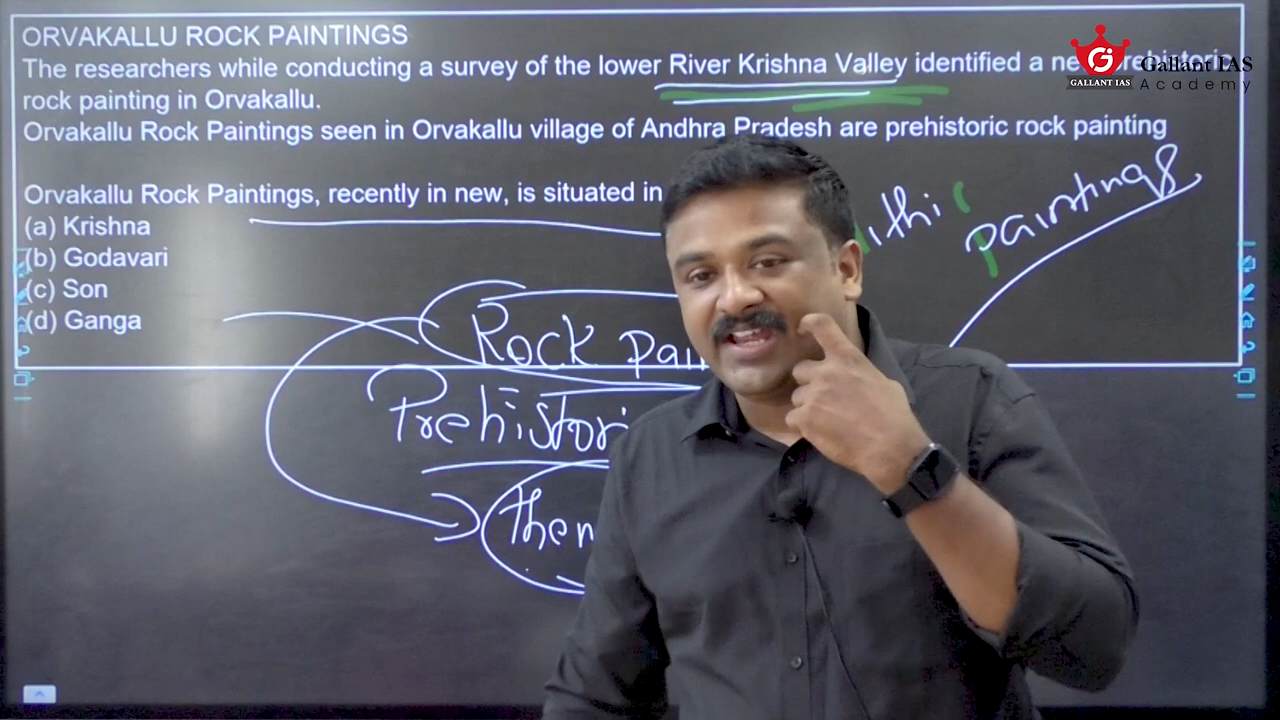 ORVAKALLU ROCK PAINTINGS
The researchers while conducting a survey of the lower River Krishna Valley identified a new prehistoric
rock painting in Orvakallu.
Orvakallu Rock Paintings seen in Orvakallu village of Andhra Pradesh are prehistoric rock painting
Orvakallu Rock Paintings, recently in new, is situated in
(a) Krishna
(b) Godavari
(c) Son
(d) Ganga
Gi
GALLANT IAS
Gallant IAS
Academy
paintings
Rock